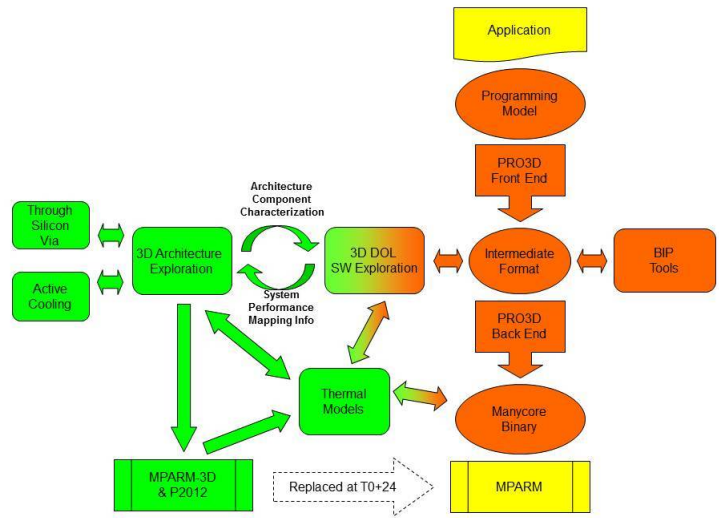 Application
Programming
Model
PRO3D
Front End
Architecture
Component
Characterization
Through
Silicon
Via
3D Architecture
Exploration
3D DOL
SW Exploration
Intermediate
Format
BIP
Tools
Active
Cooling
System
Performance
Mapping Info
PRO3D
Back End
Thermal
Models
Manycore
Binary
MPARM-3D
& P2012
Replaced at T0+24
MPARM